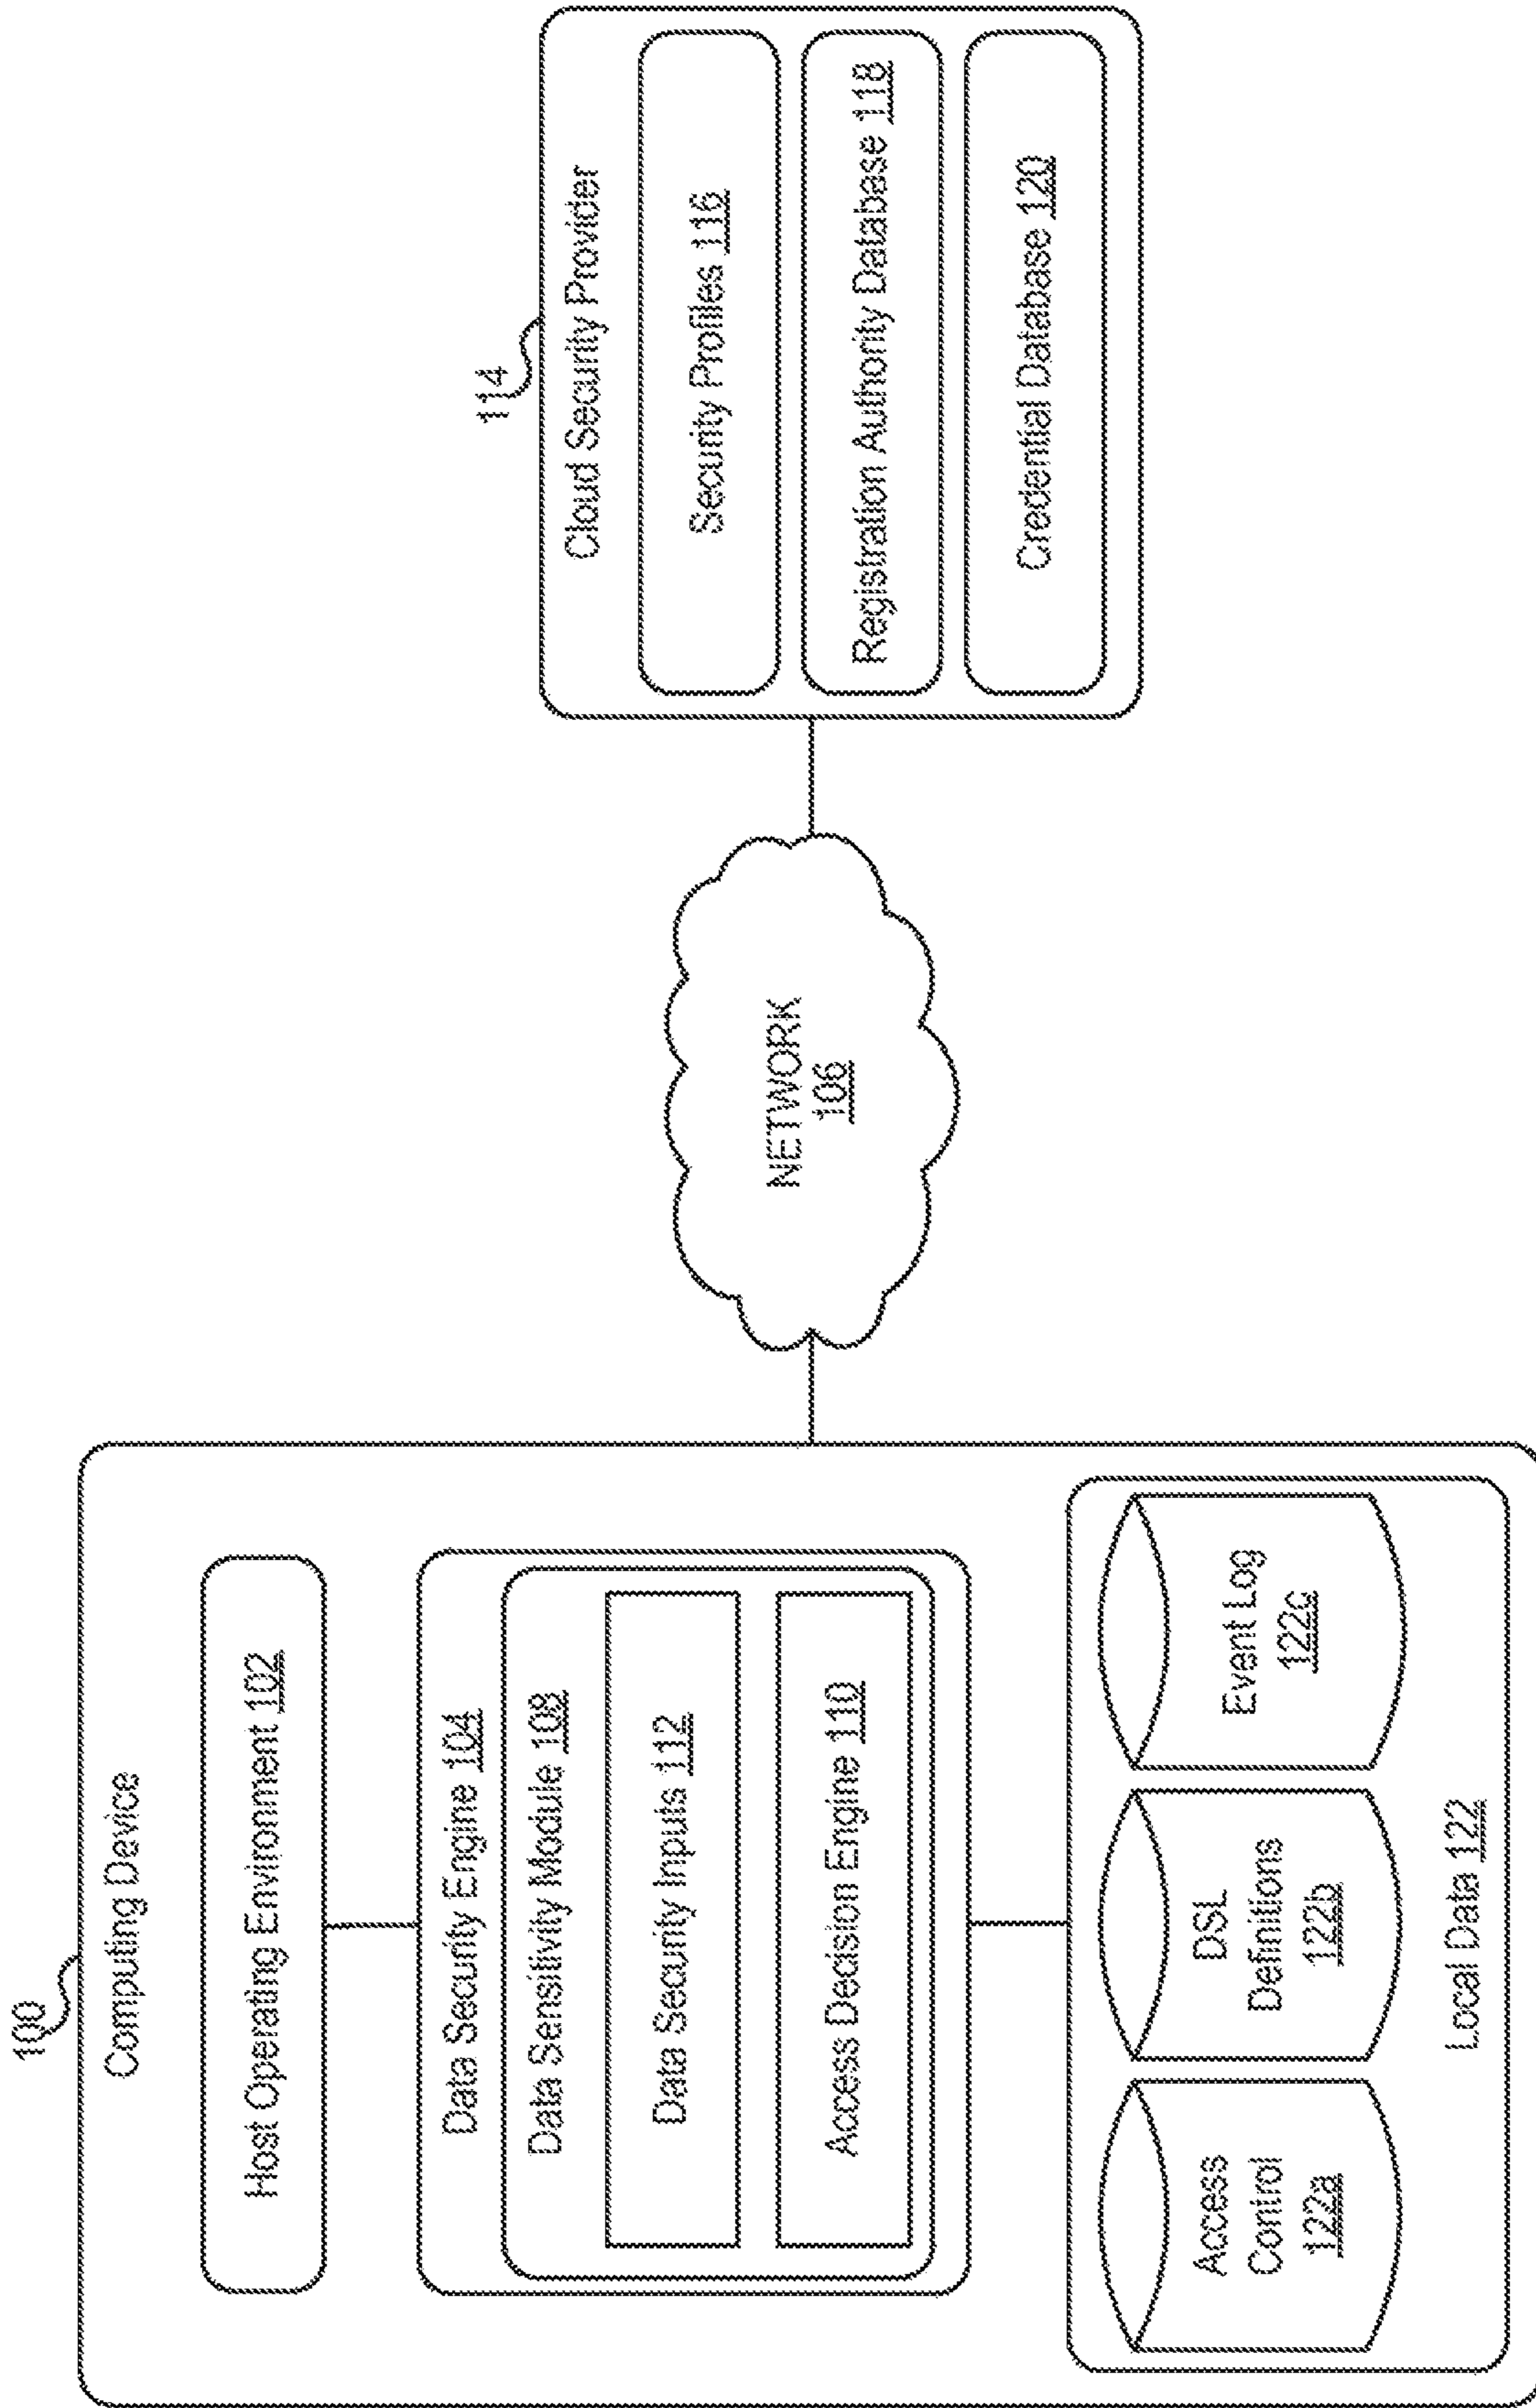 100
Computing Device
Host Operating Environment 102
Data Security Engine 104
Data Sensitivity Module 108
Data Security Inputs 112
Access Decision Engine 110
Access
Control
122a
DSL
Definitions
122b
Event Log
122c
Local Data 122
NETWORK
106
114
Cloud Security Provider
Security Profiles 116
Registration Authority Database 118
Credential Database 120